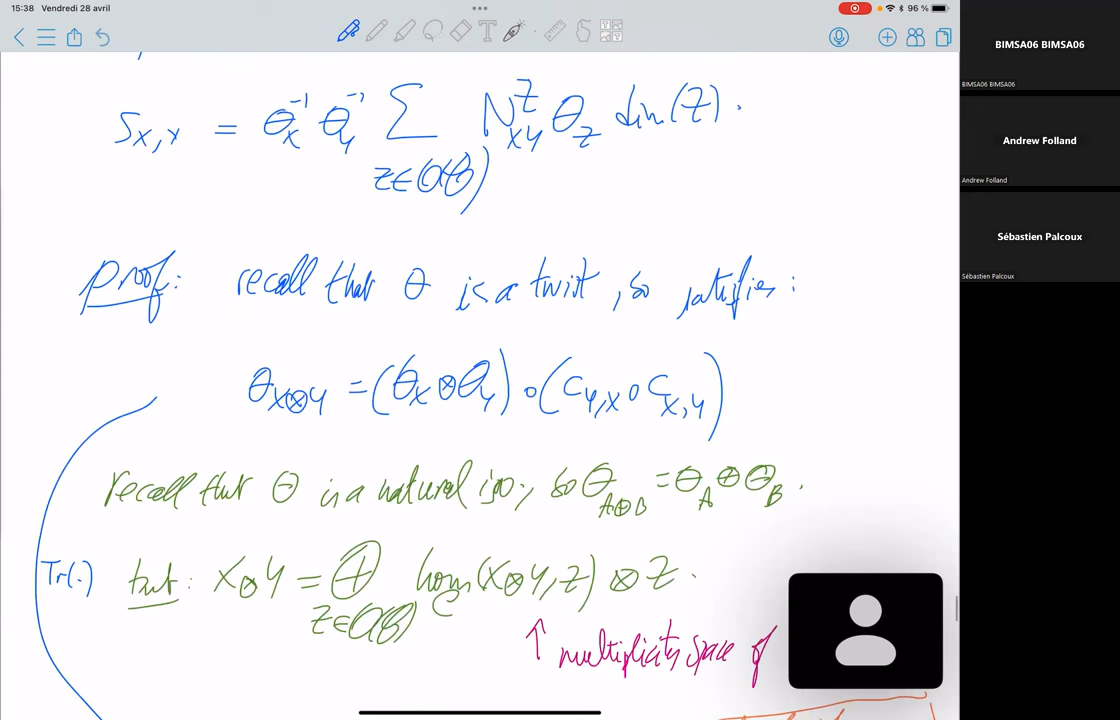 15:38 Vendredi 28 avril
96 %
BIMSA06 BIMSA06
BIMSA06 BIMSA06
Andrew Folland
Andrew Folland
Sébastien Palcoux
Sébastien Palcoux
S_{X,Y} = θ_X^{-1} θ_Y^{-1} ∑_{Z∈O(B)} N_{XY}^Z θ_Z dim(Z).
proof: recall that θ is a twist, so satisfies:
θ_{X⊗Y} = (θ_X ⊗ θ_Y) ∘ (C_{Y,X} ∘ C_{X,Y})
recall that θ is a natural iso, so θ_{A⊕B} = θ_A ⊕ θ_B.
Tr(.) but: X⊗Y = ⊕_{Z∈O(B)} hom_C(X⊗Y, Z) ⊗ Z.
↑ multiplicity space of